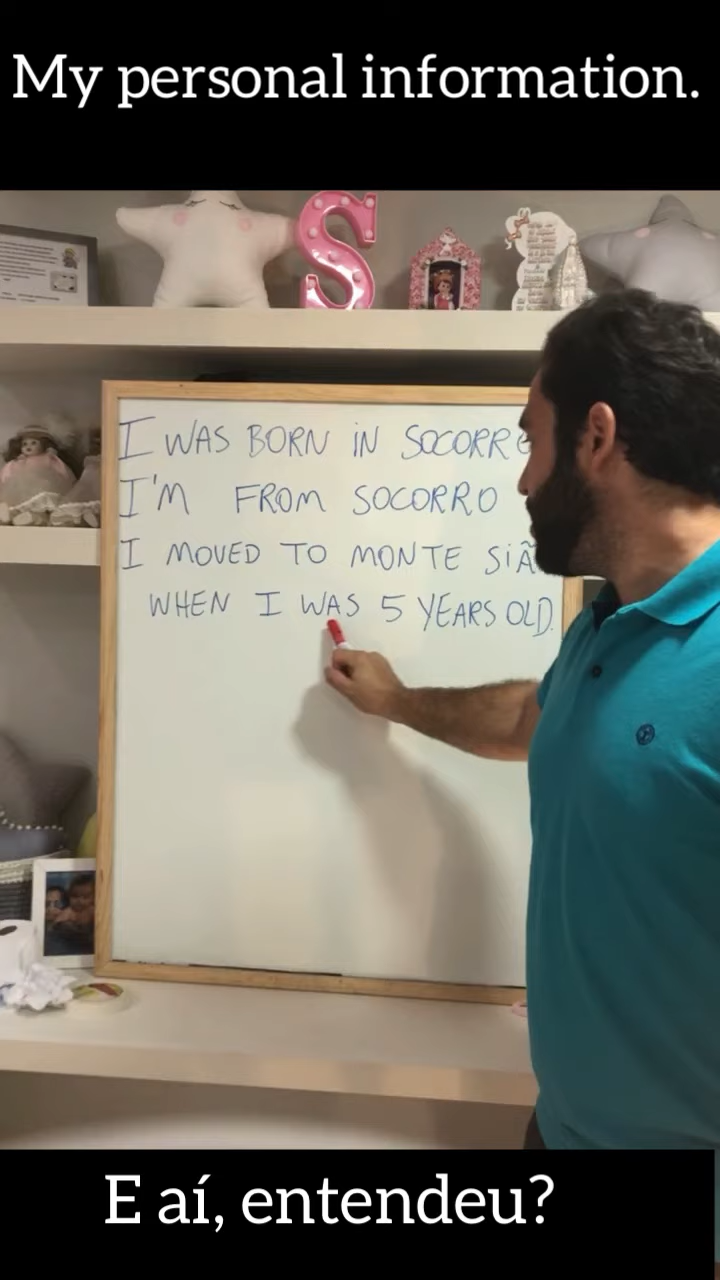 My personal information.
S
I WAS BORN IN SOCORRO
I'M FROM SOCORRO
I MOVED TO MONTE SIÃ
WHEN I WAS 5 YEARS OLD.
E aí, entendeu?